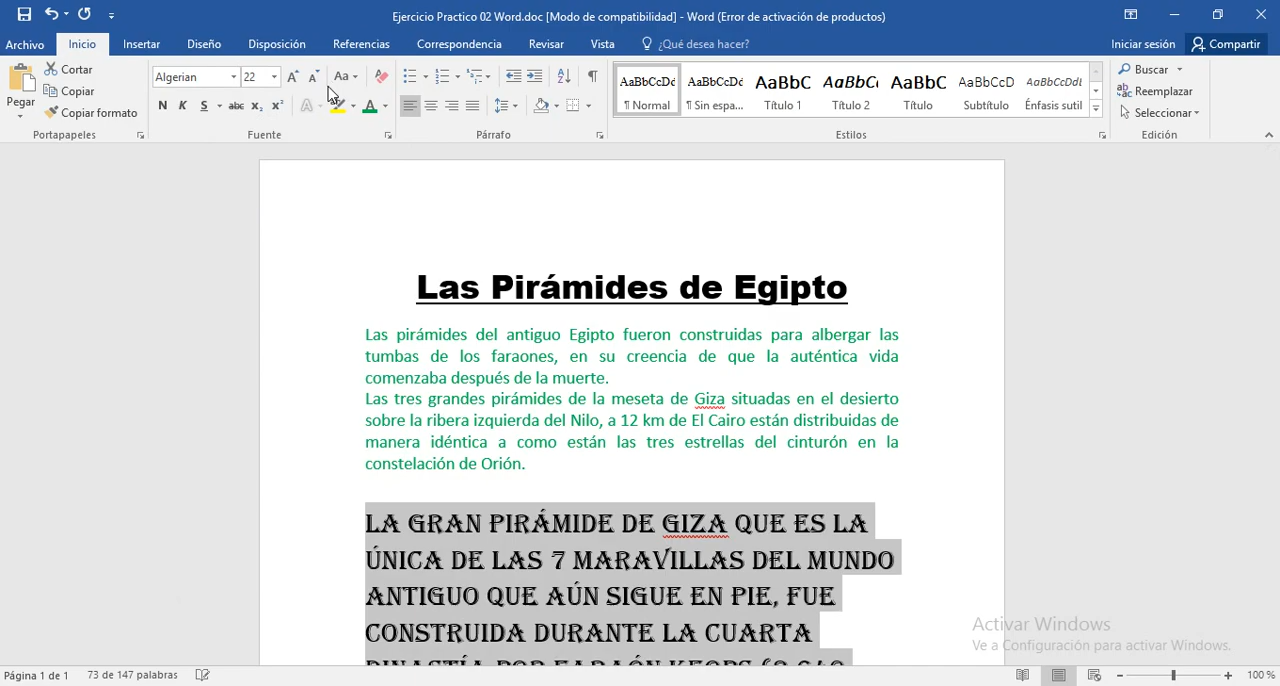 Ejercicio Practico 02 Word.doc [Modo de compatibilidad] - Word (Error de activación de productos)
Archivo Inicio Insertar Diseño Disposición Referencias Correspondencia Revisar Vista ¿Qué desea hacer? Iniciar sesión Compartir
Pegar
Cortar
Copiar
Copiar formato
Portapapeles
Algerian 22
Fuente
Párrafo
AaBbCcDc ¶ Normal
AaBbCcDc ¶ Sin espa...
AaBbC Título 1
AaBbC Título 2
AaBbC Título
AaBbCcD Subtítulo
AaBbCcDdI Énfasis sutil
Estilos
Buscar
Reemplazar
Seleccionar
Edición
Las Pirámides de Egipto
Las pirámides del antiguo Egipto fueron construidas para albergar las
tumbas de los faraones, en su creencia de que la auténtica vida
comenzaba después de la muerte.
Las tres grandes pirámides de la meseta de Giza situadas en el desierto
sobre la ribera izquierda del Nilo, a 12 km de El Cairo están distribuidas de
manera idéntica a como están las tres estrellas del cinturón en la
constelación de Orión.
LA GRAN PIRÁMIDE DE GIZA QUE ES LA
ÚNICA DE LAS 7 MARAVILLAS DEL MUNDO
ANTIGUO QUE AÚN SIGUE EN PIE, FUE
CONSTRUIDA DURANTE LA CUARTA
DINASTÍA POR FARAÓN KEOPS
Activar Windows
Ve a Configuración para activar Windows.
Página 1 de 1 73 de 147 palabras 100 %